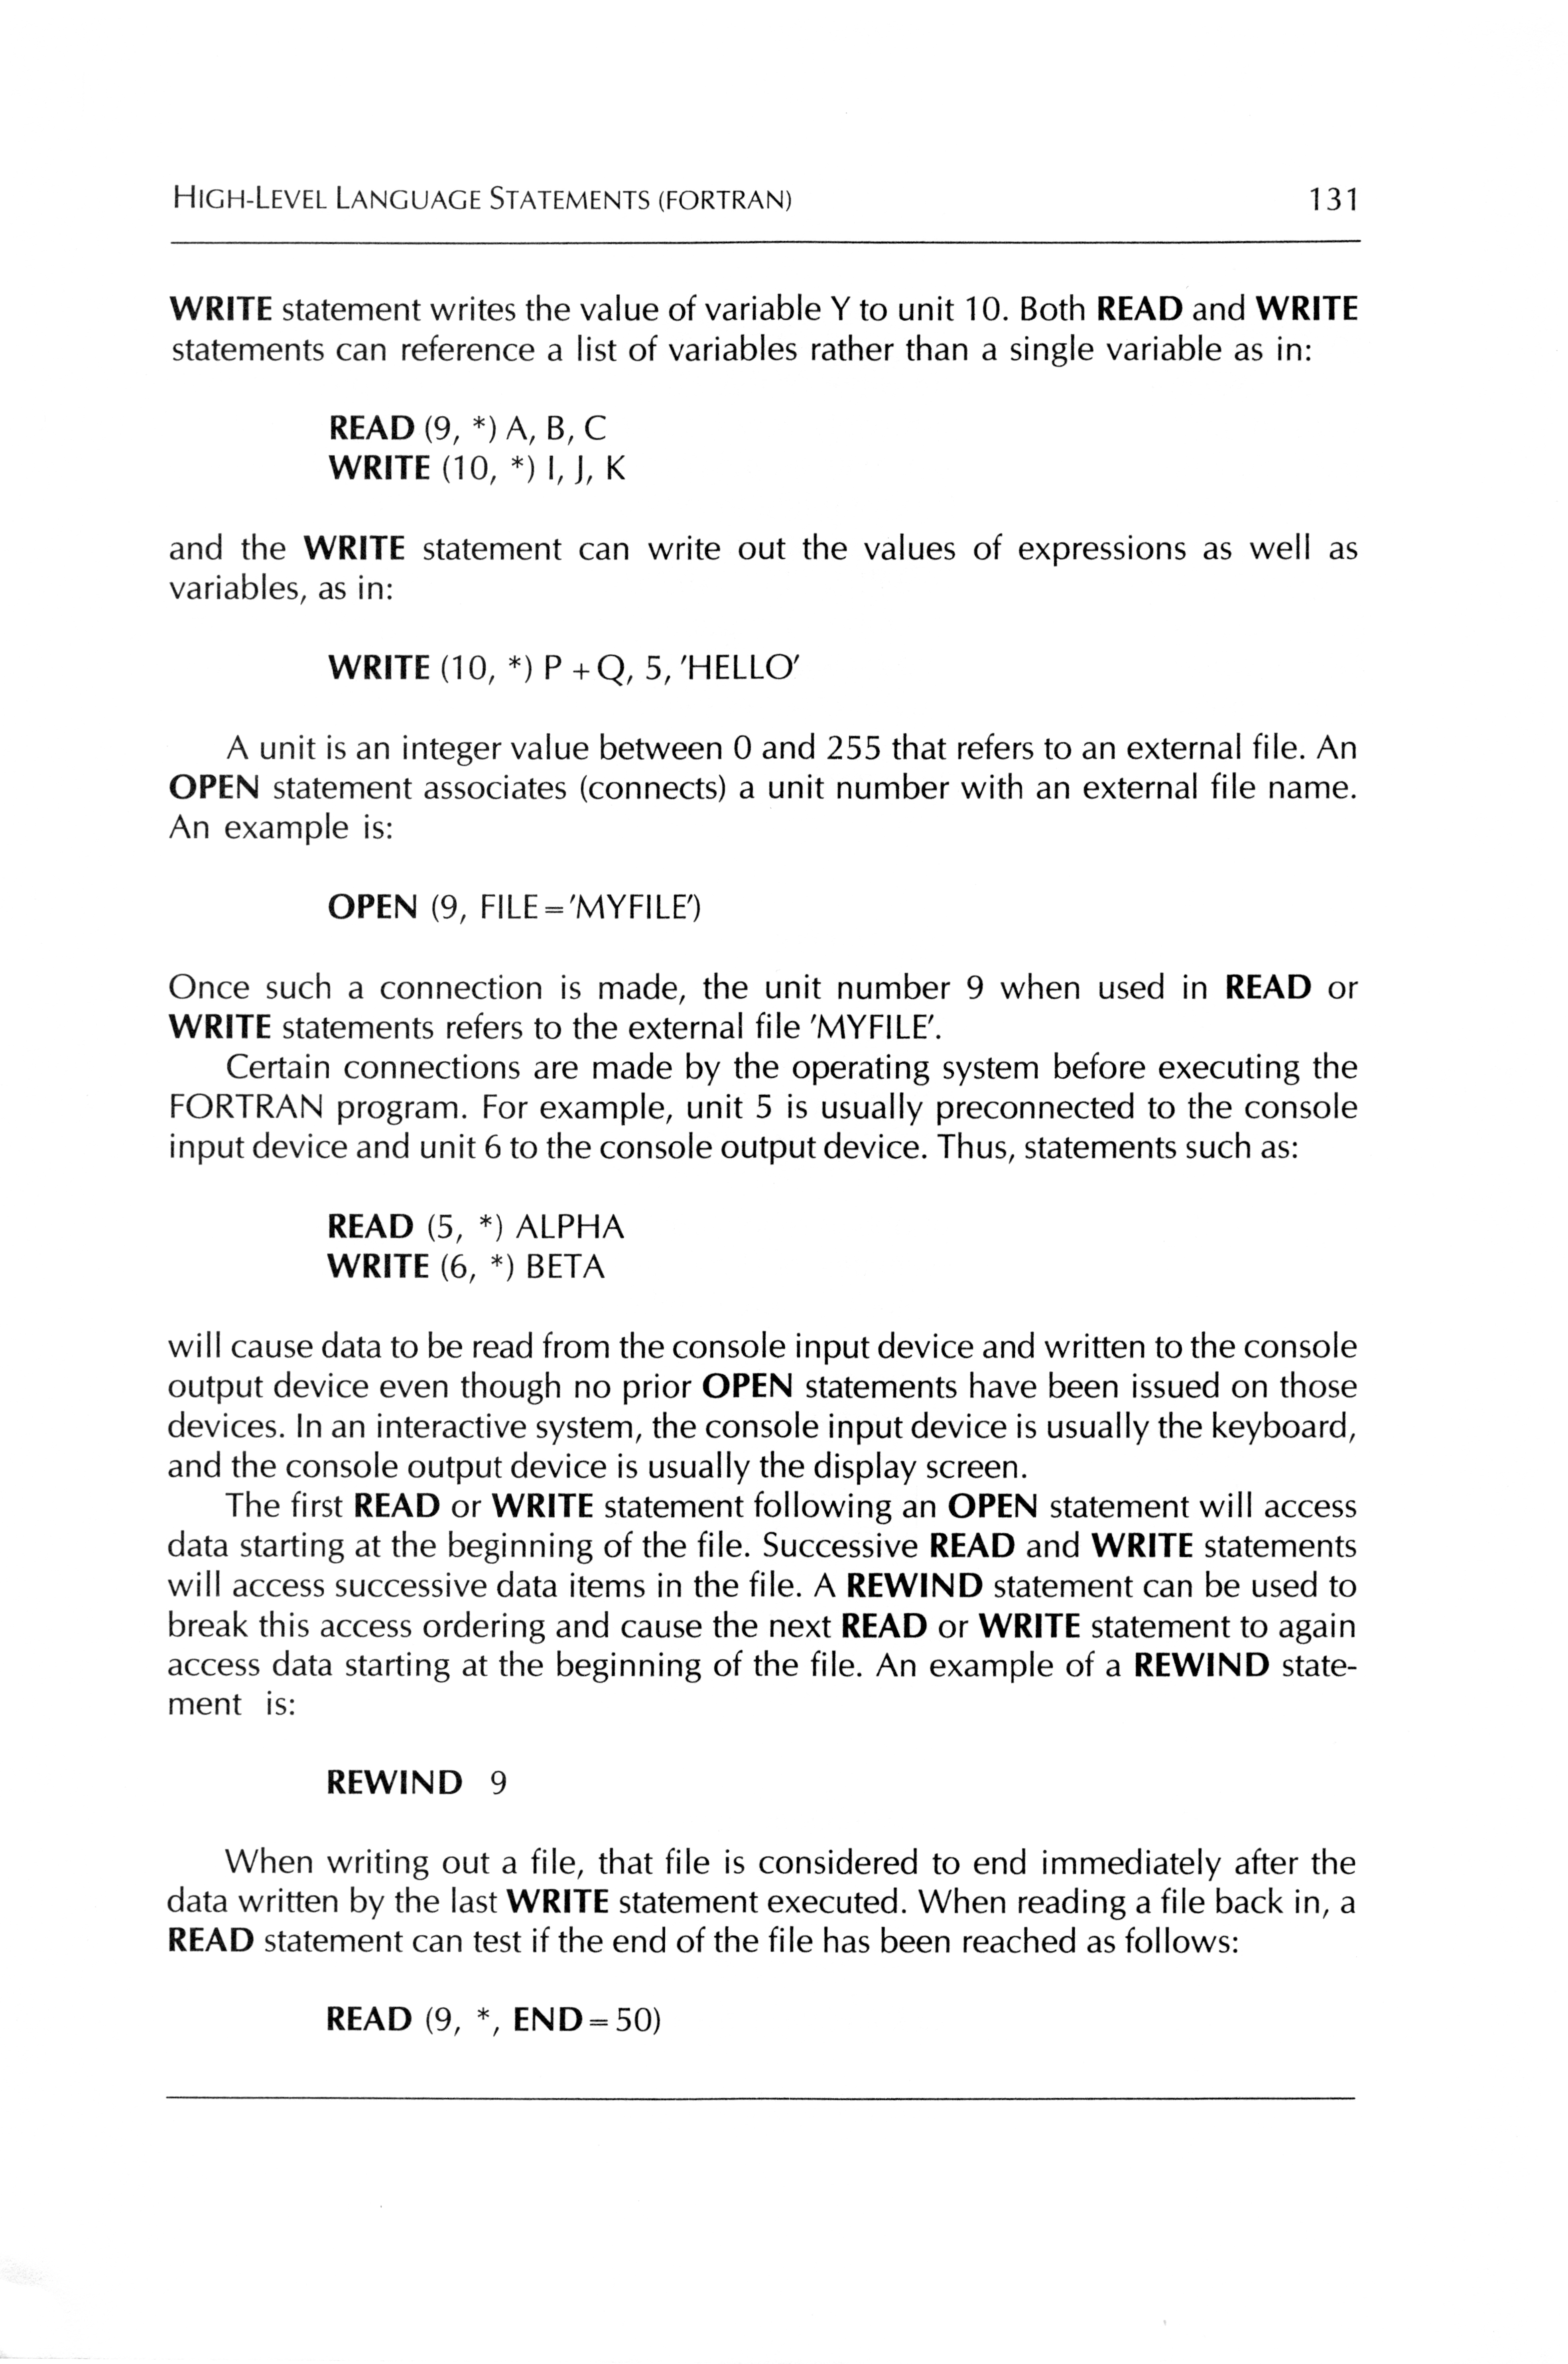 HIGH-LEVEL LANGUAGE STATEMENTS (FORTRAN) 131
WRITE statement writes the value of variable Y to unit 10. Both READ and WRITE
statements can reference a list of variables rather than a single variable as in:
READ (9, *) A, B, C
WRITE (10, *) I, J, K
and the WRITE statement can write out the values of expressions as well as
variables, as in:
WRITE (10, *) P + Q, 5, 'HELLO'
A unit is an integer value between 0 and 255 that refers to an external file. An
OPEN statement associates (connects) a unit number with an external file name.
An example is:
OPEN (9, FILE = 'MYFILE')
Once such a connection is made, the unit number 9 when used in READ or
WRITE statements refers to the external file 'MYFILE'.
Certain connections are made by the operating system before executing the
FORTRAN program. For example, unit 5 is usually preconnected to the console
input device and unit 6 to the console output device. Thus, statements such as:
READ (5, *) ALPHA
WRITE (6, *) BETA
will cause data to be read from the console input device and written to the console
output device even though no prior OPEN statements have been issued on those
devices. In an interactive system, the console input device is usually the keyboard,
and the console output device is usually the display screen.
The first READ or WRITE statement following an OPEN statement will access
data starting at the beginning of the file. Successive READ and WRITE statements
will access successive data items in the file. A REWIND statement can be used to
break this access ordering and cause the next READ or WRITE statement to again
access data starting at the beginning of the file. An example of a REWIND state-
ment is:
REWIND 9
When writing out a file, that file is considered to end immediately after the
data written by the last WRITE statement executed. When reading a file back in, a
READ statement can test if the end of the file has been reached as follows:
READ (9, *, END = 50)